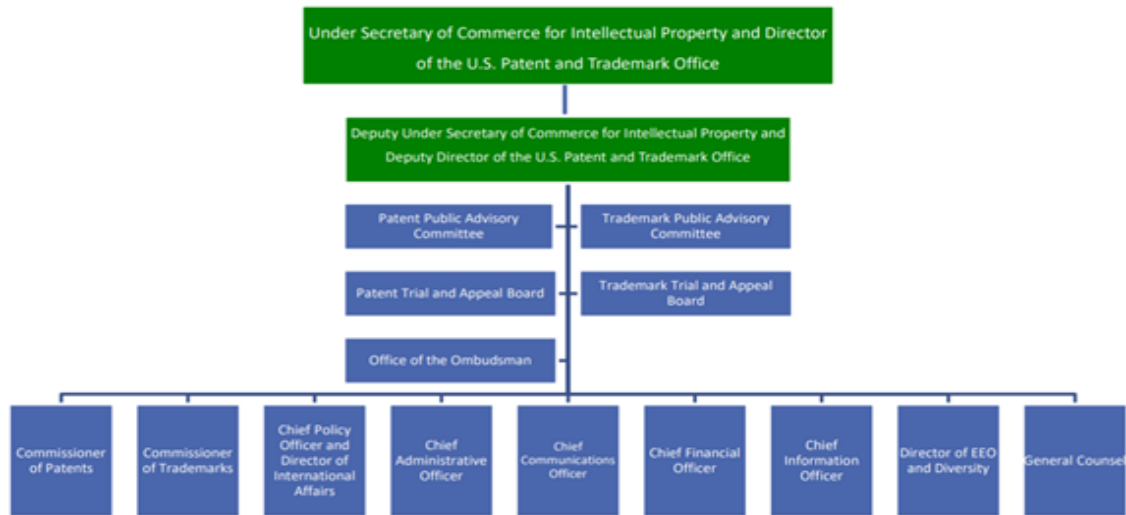 Under Secretary of Commerce for Intellectual Property and Director
of the U.S. Patent and Trademark Office
Deputy Under Secretary of Commerce for Intellectual Property and
Deputy Director of the U.S. Patent and Trademark Office
Patent Public Advisory
Committee
Trademark Public Advisory
Committee
Patent Trial and Appeal Board
Trademark Trial and Appeal
Board
Office of the Ombudsman
Commissioner
of Patents
Commissioner
of Trademarks
Chief Policy
Officer and
Director of
International
Affairs
Chief
Administrative
Officer
Chief
Communications
Officer
Chief Financial
Officer
Chief
Information
Officer
Director of EEO
and Diversity
General Counsel